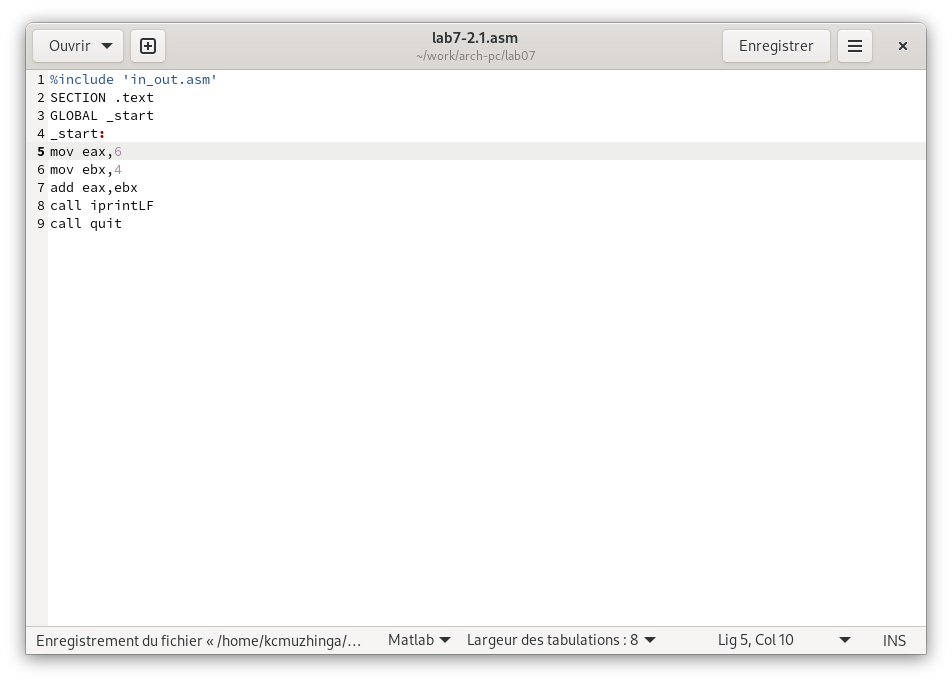 Ouvrir
lab7-2.1.asm
~/work/arch-pc/lab07
Enregistrer
1 %include 'in_out.asm'
2 SECTION .text
3 GLOBAL _start
4 _start:
5 mov eax,6
6 mov ebx,4
7 add eax,ebx
8 call iprintLF
9 call quit
Enregistrement du fichier « /home/kcmuzhinga/… Matlab Largeur des tabulations : 8 Lig 5, Col 10 INS